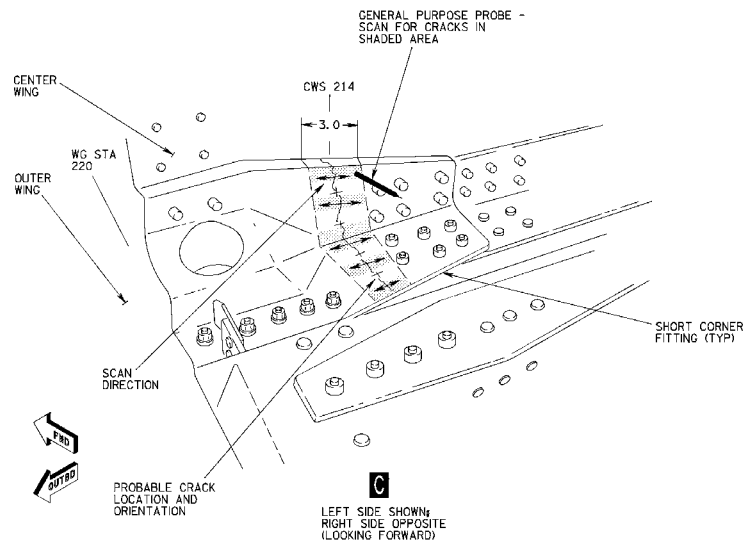 GENERAL PURPOSE PROBE -
SCAN FOR CRACKS IN
SHADED AREA
CENTER
WING
CWS 214
3.0
WG STA
220
OUTER
WING
SHORT CORNER
FITTING (TYP)
SCAN
DIRECTION
FWD
OUTBD
PROBABLE CRACK
LOCATION AND
ORIENTATION
C
LEFT SIDE SHOWN;
RIGHT SIDE OPPOSITE
(LOOKING FORWARD)